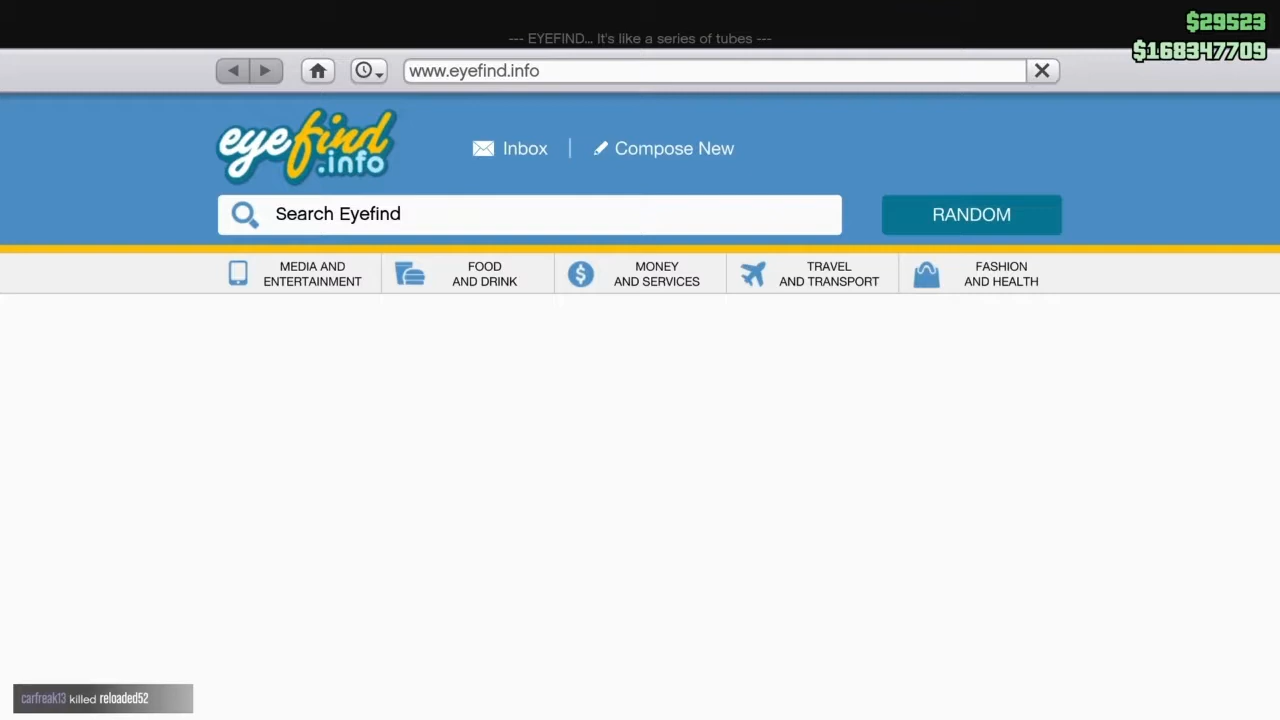 $29523
--- EYEFIND... It's like a series of tubes ---
$168347709
www.eyefind.info
eyefind.info
Inbox
Compose New
Search Eyefind
RANDOM
MEDIA AND
ENTERTAINMENT
FOOD
AND DRINK
MONEY
AND SERVICES
TRAVEL
AND TRANSPORT
FASHION
AND HEALTH
carfreak13 killed reloaded52